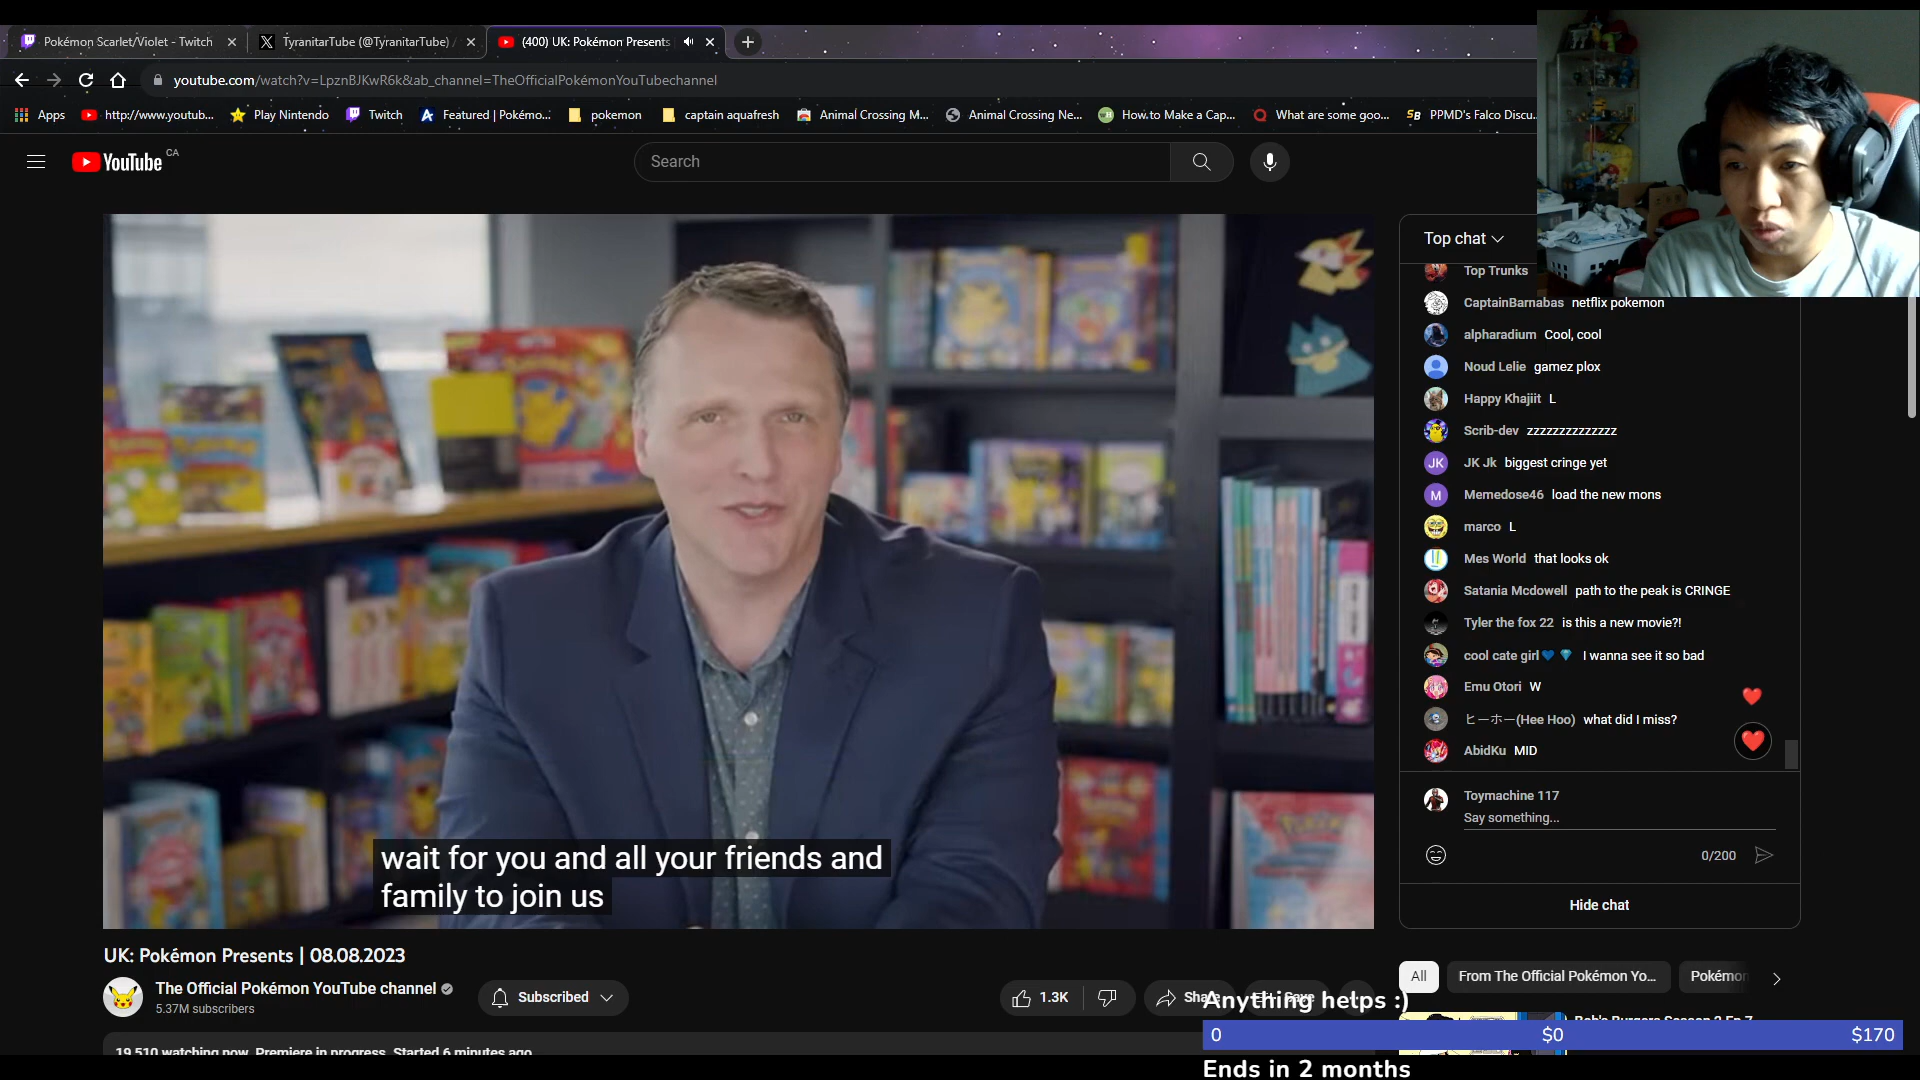 Pokémon Scarlet/Violet - Twitch
TyranitarTube (@TyranitarTube) /
(400) UK: Pokémon Presents
youtube.com/watch?v=LpznBJKwR6k&ab_channel=TheOfficialPokémonYouTubechannel
Apps
http://www.youtub...
Play Nintendo
Twitch
Featured | Pokémo...
pokemon
captain aquafresh
Animal Crossing M...
Animal Crossing Ne...
How to Make a Cap...
What are some goo...
PPMD's Falco Discu...
YouTube CA
Search
Top chat
Top Trunks
CaptainBarnabas netflix pokemon
alpharadium Cool, cool
Noud Lelie gamez plox
Happy Khajiit L
Scrib-dev zzzzzzzzzzzzzz
JK JK Jk biggest cringe yet
M Memedose46 load the new mons
marco L
Mes World that looks ok
Satania Mcdowell path to the peak is CRINGE
Tyler the fox 22 is this a new movie?!
cool cate girl💙 💎 I wanna see it so bad
Emu Otori W
ヒーホー(Hee Hoo) what did I miss?
AbidKu MID
Toymachine 117
Say something...
0/200
Hide chat
wait for you and all your friends and
family to join us
UK: Pokémon Presents | 08.08.2023
The Official Pokémon YouTube channel
5.37M subscribers
Subscribed
1.3K
Share
Save
All
From The Official Pokémon Yo...
Pokémon
Anything helps :)
Bob's Burgers Season 2 Ep 7
0 $0 $170
19,510 watching now Premiere in progress. Started 6 minutes ago
Ends in 2 months